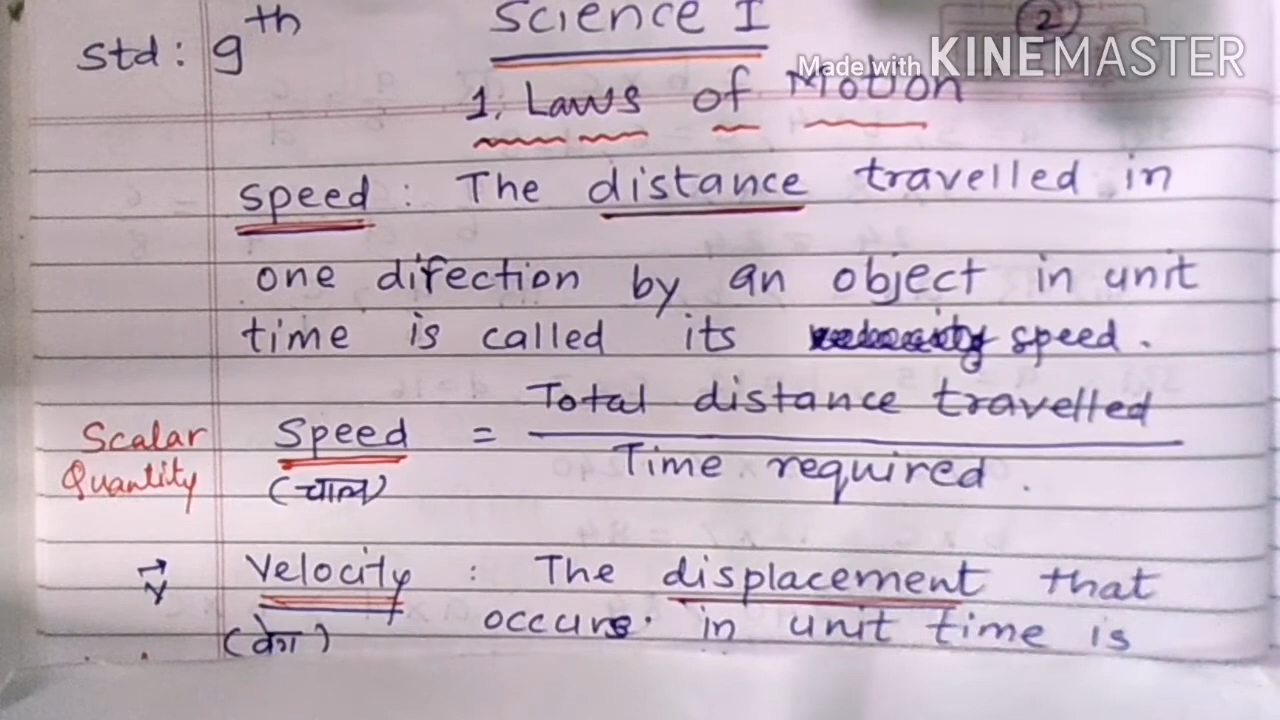 Std: 9th
Science I
2
Made with KINEMASTER
1. Laws of Motion
Speed : The distance travelled in
one direction by an object in unit
time is called its speed.
Scalar Quantity
Speed = Total distance travelled
(चाल)
Time required.
v⃗ Velocity : The displacement that
(वेग) occurs in unit time is